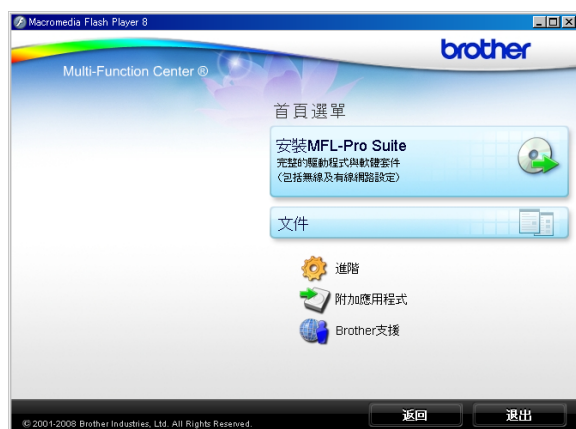 Macromedia Flash Player 8
brother
Multi-Function Center ®
首頁選單
安裝MFL-Pro Suite
完整的驅動程式與軟體套件
(包括無線及有線網路設定)
文件
進階
附加應用程式
Brother支援
返回
退出
© 2001-2008 Brother Industries, Ltd. All Rights Reserved.